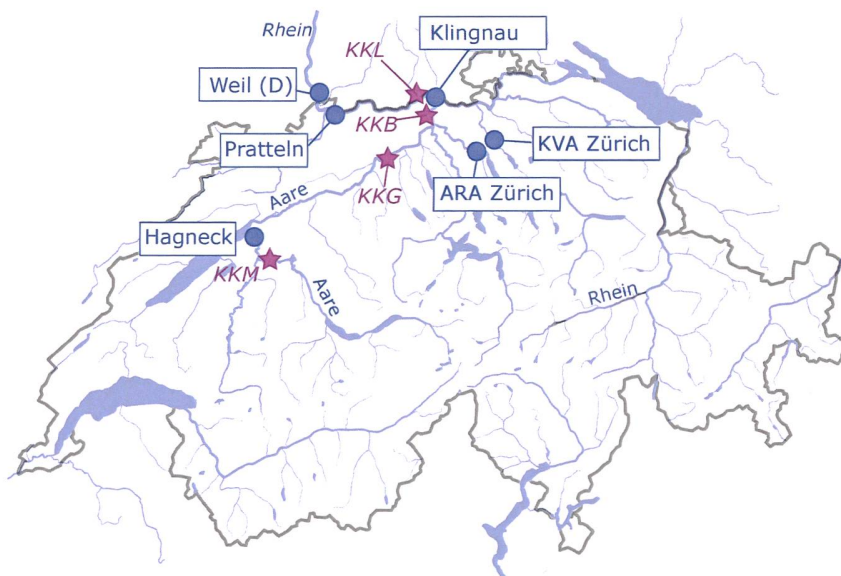 Rhein
Klingnau
KKL
Weil (D)
KKB
Pratteln
KVA Zürich
KKG
ARA Zürich
Aare
Hagneck
KKM
Aare
Rhein